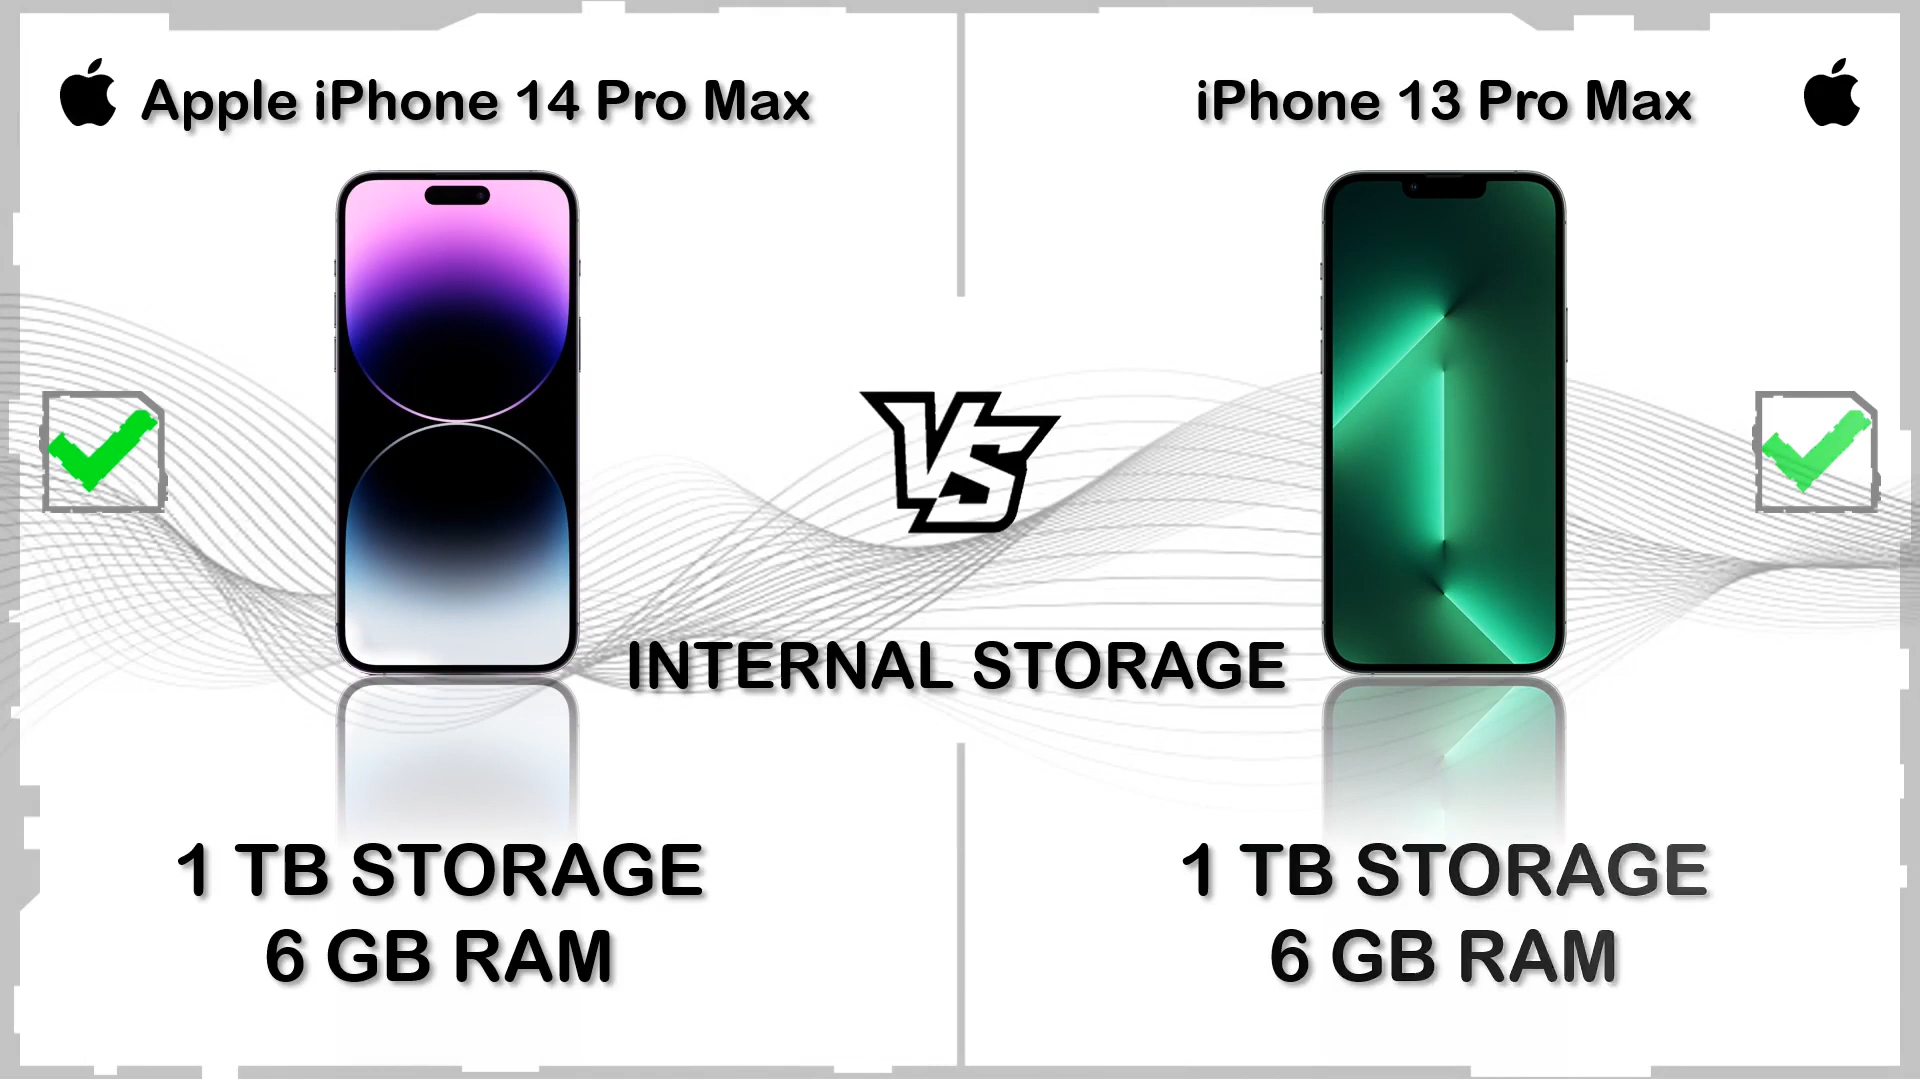 Apple iPhone 14 Pro Max
iPhone 13 Pro Max
VS
INTERNAL STORAGE
1 TB STORAGE
6 GB RAM
1 TB STORAGE
6 GB RAM